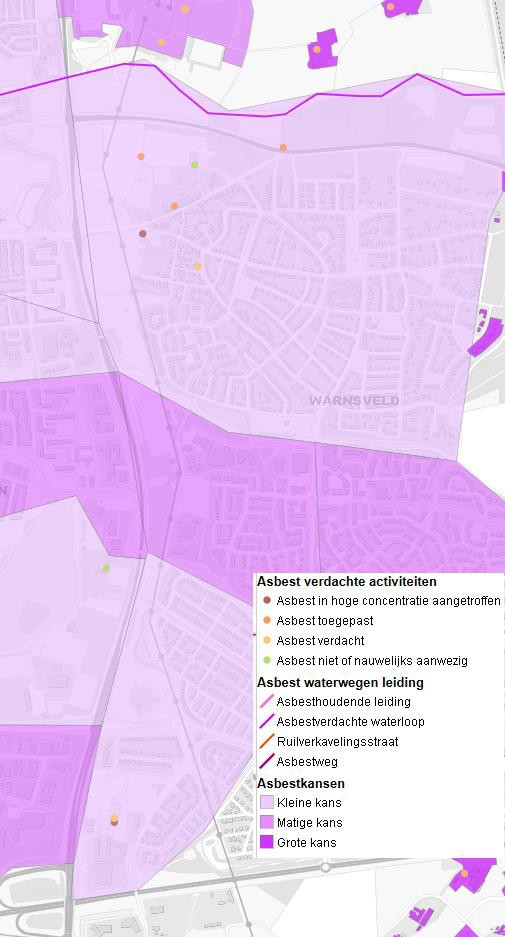 WARNSVELD
N
Asbest verdachte activiteiten
Asbest in hoge concentratie aangetroffen
Asbest toegepast
Asbest verdacht
Asbest niet of nauwelijks aanwezig
Asbest waterwegen leiding
Asbesthoudende leiding
Asbestverdachte waterloop
Ruilverkavelingsstraat
Asbestweg
Asbestkansen
Kleine kans
Matige kans
Grote kans